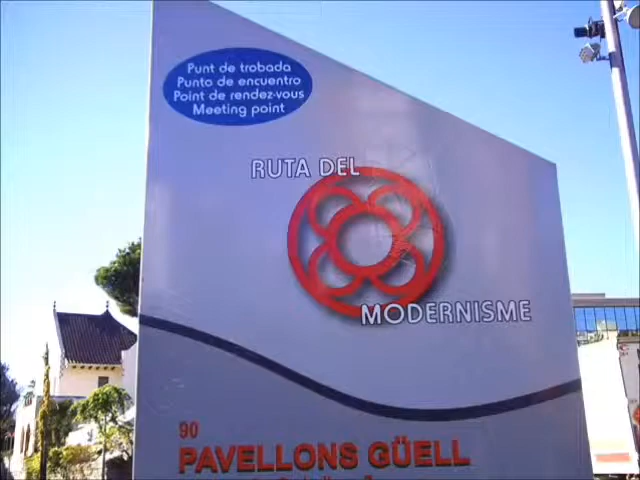 Punt de trobada
Punto de encuentro
Point de rendez-vous
Meeting point
RUTA DEL
MODERNISME
90
PAVELLONS GÜELL